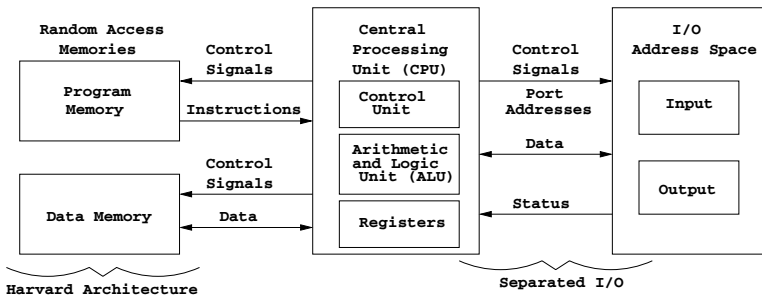 Random Access
Memories
Program
Memory
Data Memory
Harvard Architecture
Control
Signals
Instructions
Control
Signals
Data
Central
Processing
Unit (CPU)
Control
Unit
Arithmetic
and Logic
Unit (ALU)
Registers
Control
Signals
Port
Addresses
Data
Status
Separated I/O
I/O
Address Space
Input
Output